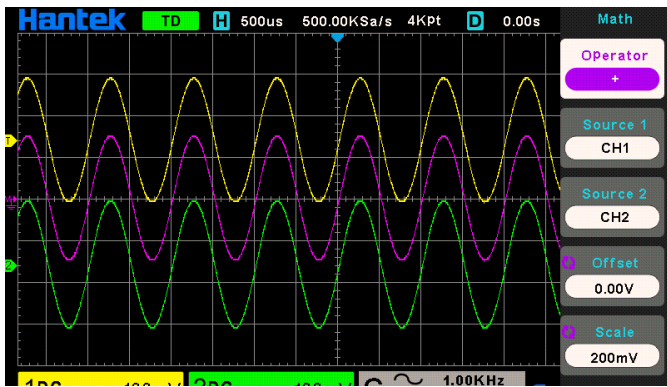 Hantek TD H 500us 500.00KSa/s 4Kpt D 0.00s Math
Operator
+
Source 1
CH1
Source 2
CH2
Offset
0.00V
Scale
200mV
T
M
2
1.00KHz